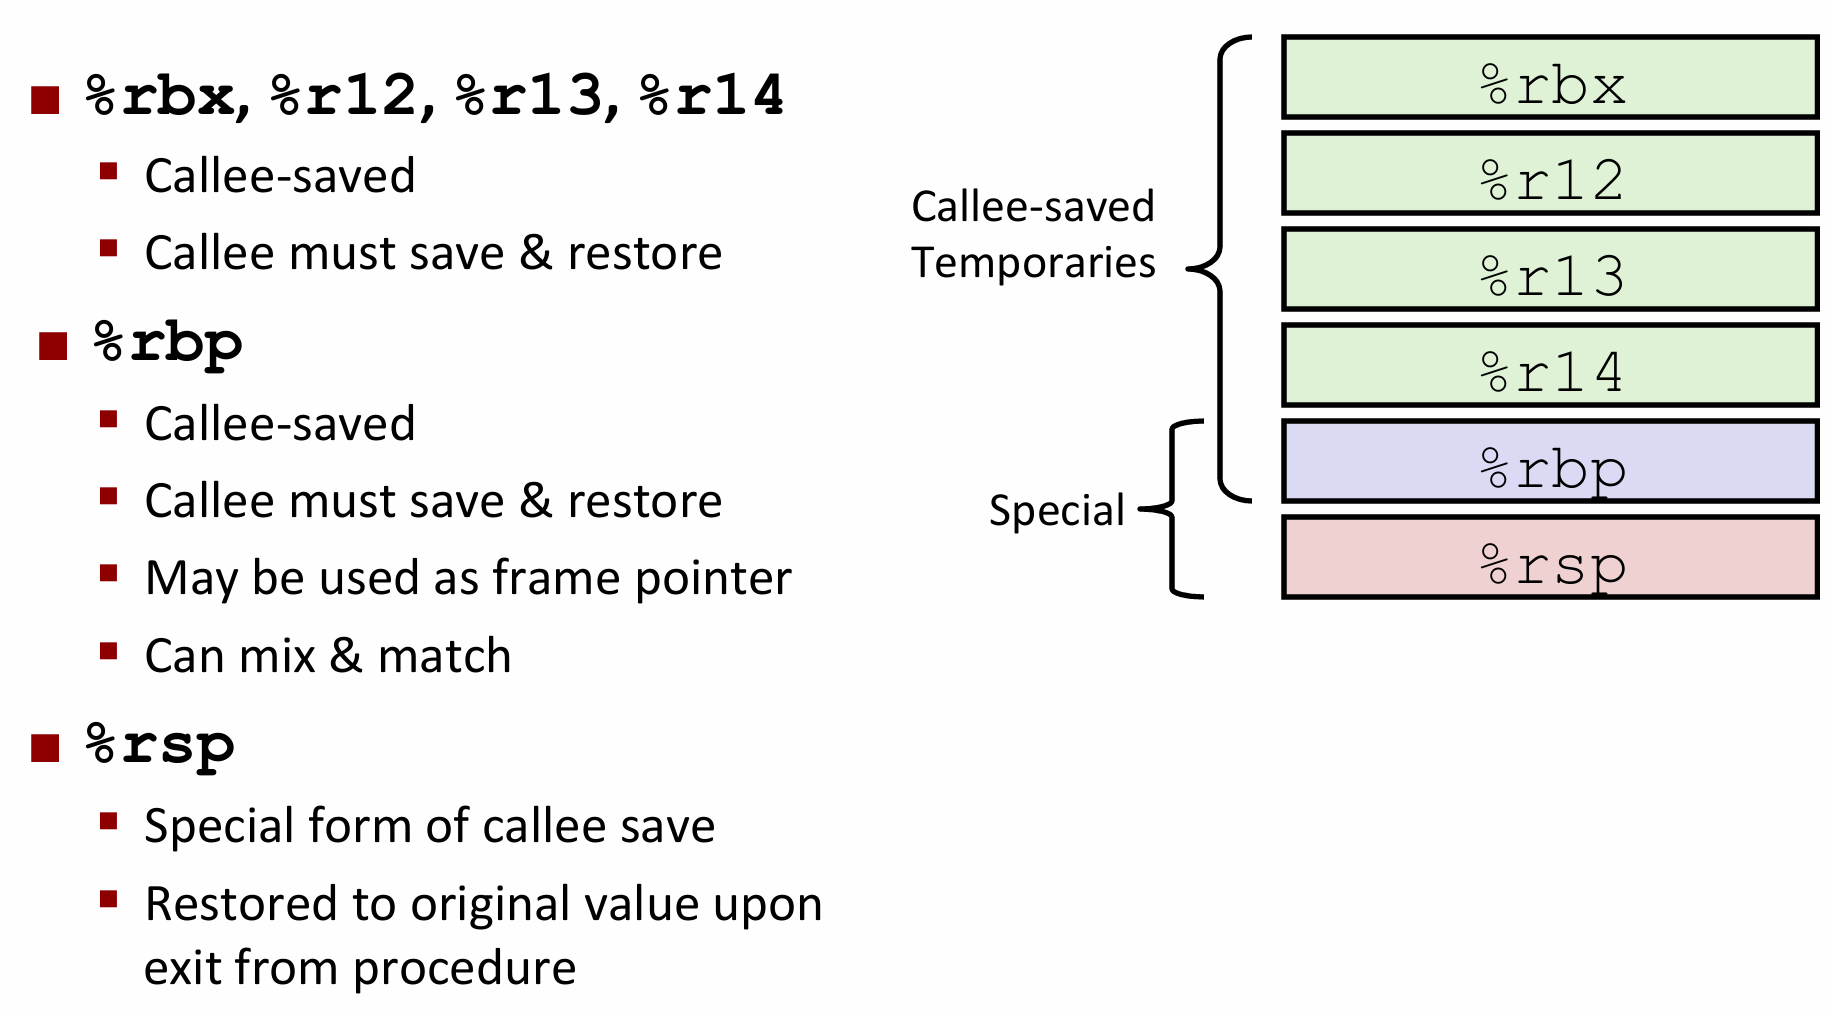 %rbx, %r12, %r13, %r14
Callee-saved
Callee must save & restore
%rbp
Callee-saved
Callee must save & restore
May be used as frame pointer
Can mix & match
%rsp
Special form of callee save
Restored to original value upon
exit from procedure
Callee-saved
Temporaries
Special
%rbx
%r12
%r13
%r14
%rbp
%rsp